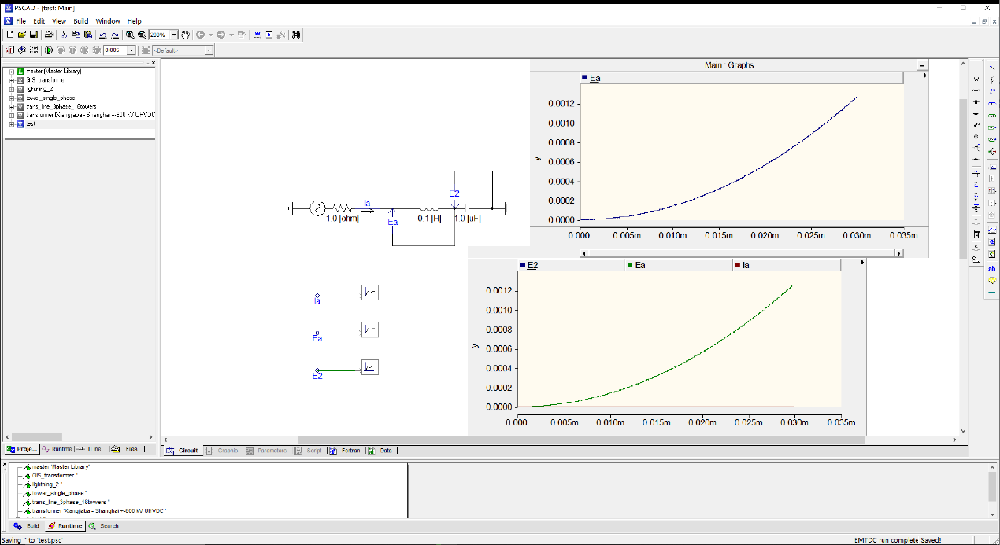 PSCAD - [test: Main]
File Edit View Build Window Help
200%
0.005 <Default>
master (Master Library)
GIS_transformer
lightning_2
tower_single_phase
trans_line_3phase_16towers
transformer (Xiangjiaba - Shanghai +-800 kV UHVDC
test
Main : Graphs
Ea
y
0.0012
0.0010
0.0008
0.0006
0.0004
0.0002
0.0000
0.000 0.005m 0.010m 0.015m 0.020m 0.025m 0.030m 0.035m
E2
Ia
Ea
1.0 [ohm] 0.1 [H] 1.0 [uF]
E2 Ea Ia
y
0.0012
0.0010
0.0008
0.0006
0.0004
0.0002
0.0000
0.000 0.005m 0.010m 0.015m 0.020m 0.025m 0.030m 0.035m
Ia
Ea
E2
ab
Proje... Runtime TLine... Files
Circuit Graphic Parameters Script Fortran Data
master 'Master Library'
GIS_transformer ''
lightning_2 ''
tower_single_phase ''
trans_line_3phase_16towers ''
transformer 'Xiangjiaba - Shanghai +-800 kV UHVDC ''
Build Runtime Search
Saving '' to 'test.psc' EMTDC run complete Saved!